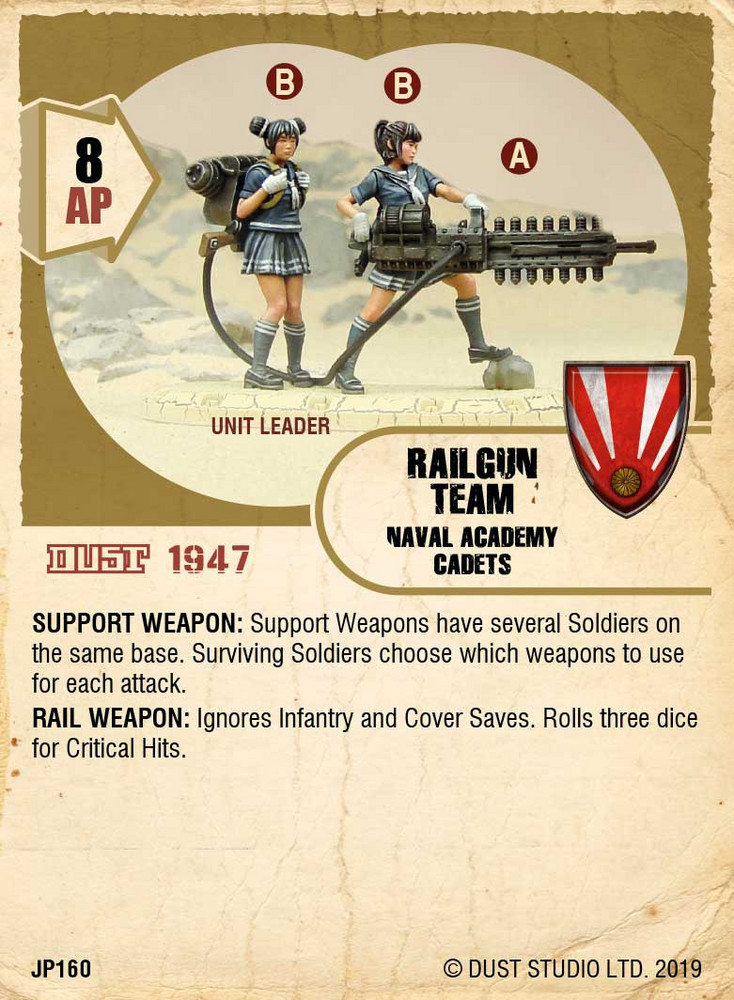 B
B
A
8
AP
UNIT LEADER
RAILGUN
TEAM
NAVAL ACADEMY
CADETS
DUST 1947
SUPPORT WEAPON: Support Weapons have several Soldiers on
the same base. Surviving Soldiers choose which weapons to use
for each attack.
RAIL WEAPON: Ignores Infantry and Cover Saves. Rolls three dice
for Critical Hits.
JP160
© DUST STUDIO LTD. 2019